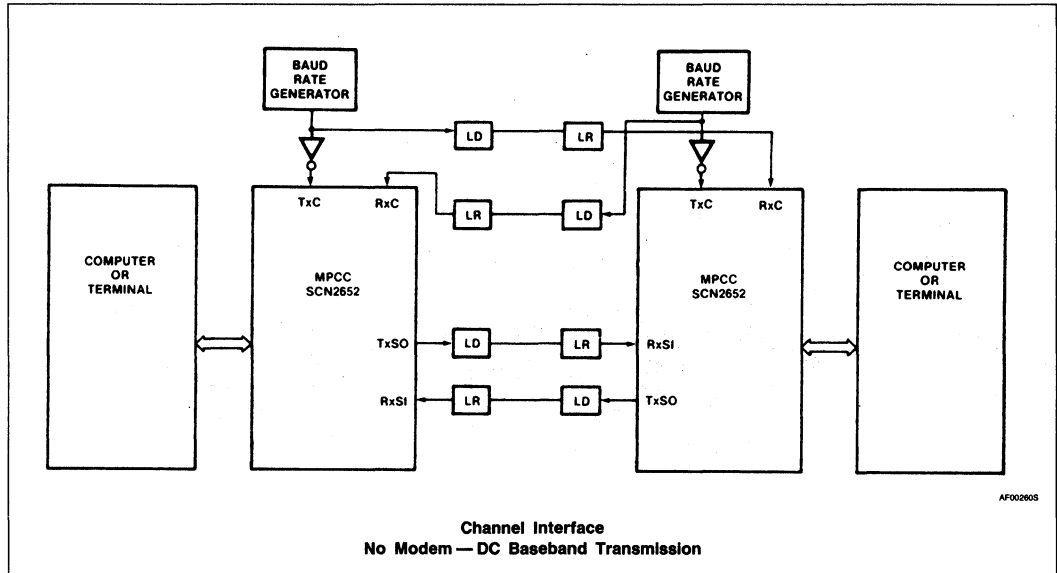 BAUD
RATE
GENERATOR
BAUD
RATE
GENERATOR
LD
LR
TxC
RxC
LR
LD
TxC
RxC
COMPUTER
OR
TERMINAL
MPCC
SCN2652
MPCC
SCN2652
COMPUTER
OR
TERMINAL
TxSO
LD
LR
RxSI
RxSI
LR
LD
TxSO
AF00260S
Channel Interface
No Modem — DC Baseband Transmission